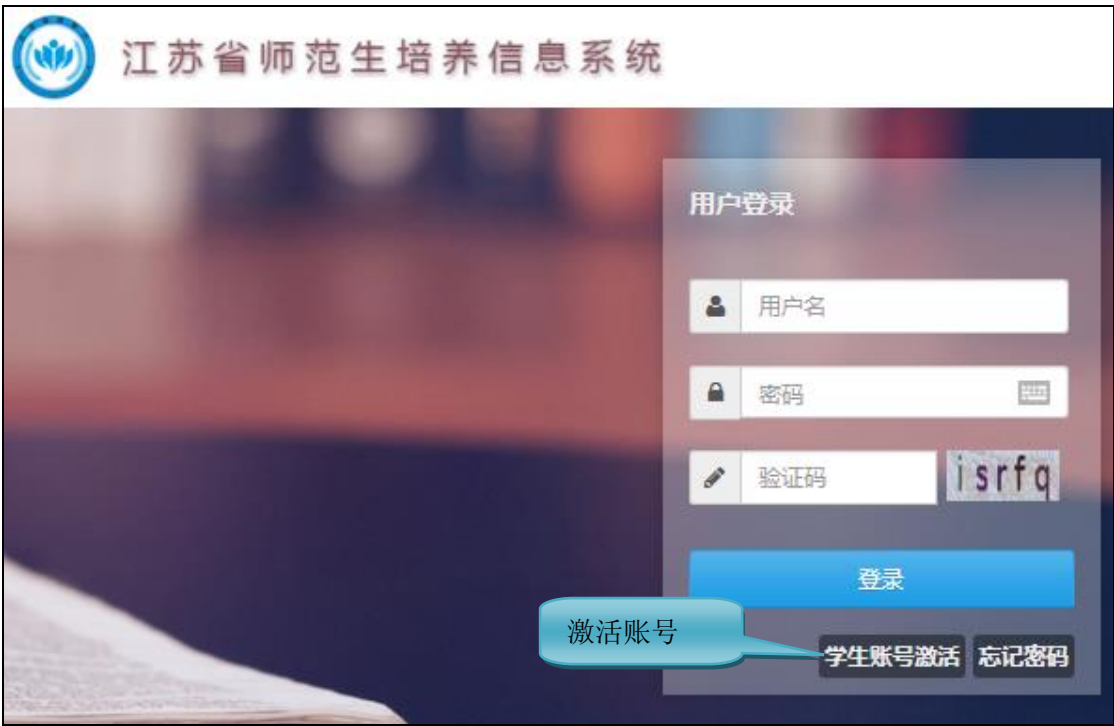 江苏省师范生培养信息系统
用户登录
用户名
密码
验证码 isrfq
登录
激活账号
学生账号激活 忘记密码